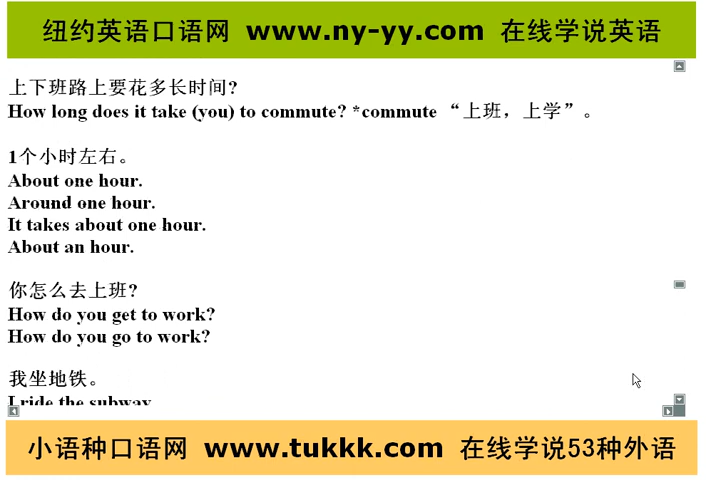 纽约英语口语网 www.ny-yy.com 在线学说英语
上下班路上要花多长时间?
How long does it take (you) to commute? *commute “上班，上学”。
1个小时左右。
About one hour.
Around one hour.
It takes about one hour.
About an hour.
你怎么去上班?
How do you get to work?
How do you go to work?
我坐地铁。
I ride the subway
小语种口语网 www.tukkk.com 在线学说53种外语